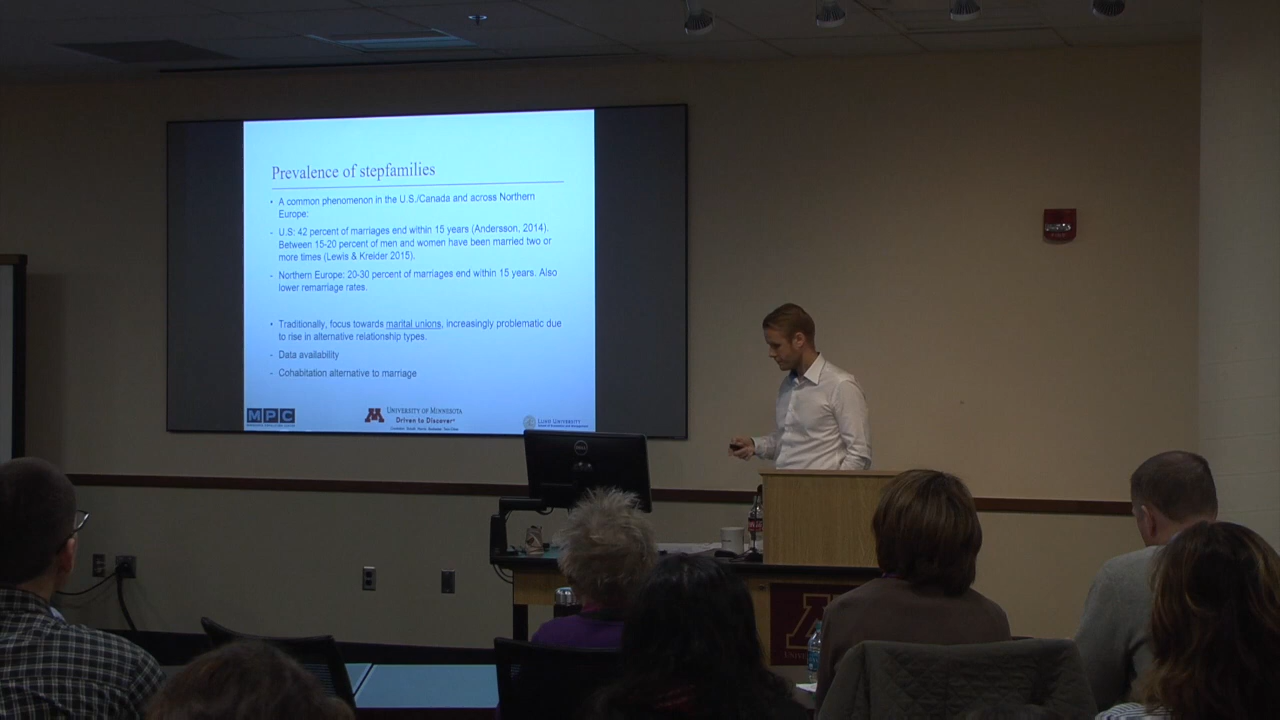 Prevalence of stepfamilies
• A common phenomenon in the U.S./Canada and across Northern
Europe:
- U.S: 42 percent of marriages end within 15 years (Andersson, 2014).
Between 15-20 percent of men and women have been married two or
more times (Lewis & Kreider 2015).
- Northern Europe: 20-30 percent of marriages end within 15 years. Also
lower remarriage rates.
• Traditionally, focus towards marital unions, increasingly problematic due
to rise in alternative relationship types.
- Data availability
- Cohabitation alternative to marriage
MPC
M
UNIVERSITY OF MINNESOTA
Driven to Discover
LUND UNIVERSITY
DELL
M